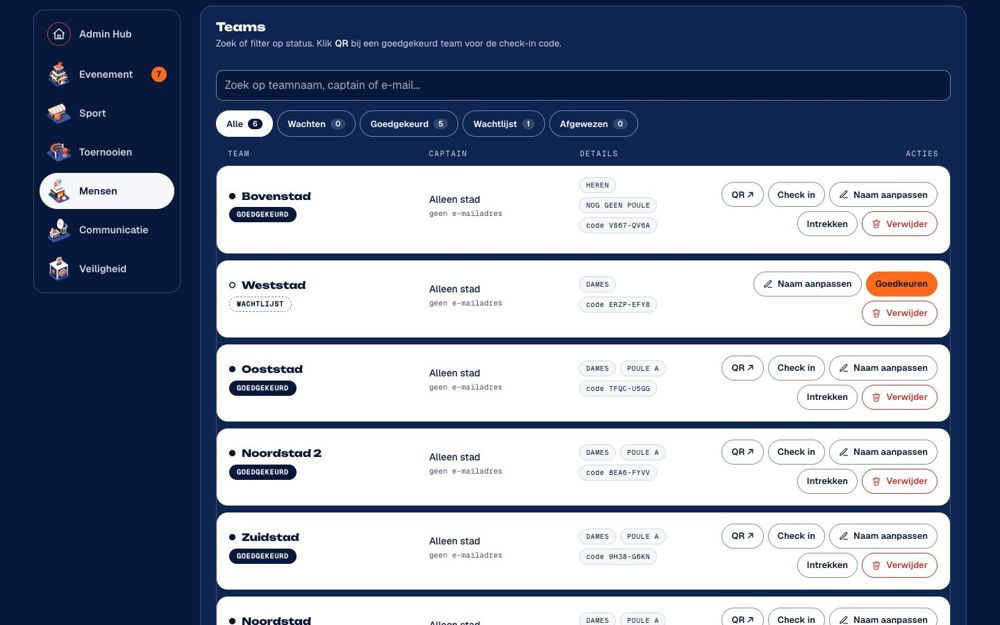 Admin Hub
Evenement 7
Sport
Toernooien
Mensen
Communicatie
Veiligheid
Teams
Zoek of filter op status. Klik QR bij een goedgekeurd team voor de check-in code.
Zoek op teamnaam, captain of e-mail...
Alle 6 Wachten 0 Goedgekeurd 5 Wachtlijst 1 Afgewezen 0
TEAM CAPTAIN DETAILS ACTIES
Bovenstad
GOEDGEKEURD
Alleen stad
geen e-mailadres
HEREN
NOG GEEN POULE
code V867-QV6A
QR ↗ Check in Naam aanpassen
Intrekken Verwijder
Weststad
WACHTLIJST
Alleen stad
geen e-mailadres
DAMES
code ERZP-EFY8
Naam aanpassen Goedkeuren
Verwijder
Ooststad
GOEDGEKEURD
Alleen stad
geen e-mailadres
DAMES POULE A
code TFQC-U5GG
QR ↗ Check in Naam aanpassen
Intrekken Verwijder
Noordstad 2
GOEDGEKEURD
Alleen stad
geen e-mailadres
DAMES POULE A
code 8EA6-FYVV
QR ↗ Check in Naam aanpassen
Intrekken Verwijder
Zuidstad
GOEDGEKEURD
Alleen stad
geen e-mailadres
DAMES POULE A
code 9H38-G6KN
QR ↗ Check in Naam aanpassen
Intrekken Verwijder
Noordstad
Alleen stad
DAMES POULE A
QR ↗ Check in Naam aanpassen